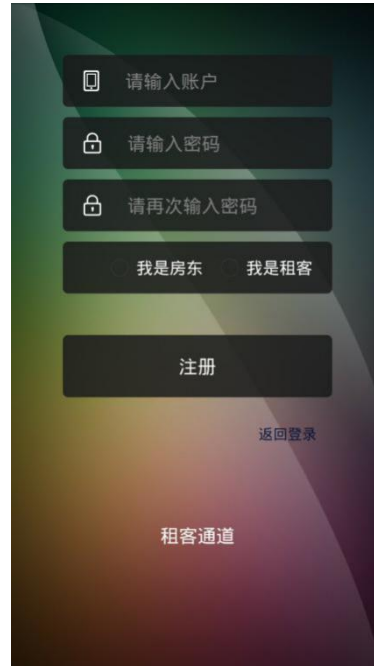 请输入账户
请输入密码
请再次输入密码
我是房东 我是租客
注册
返回登录
租客通道